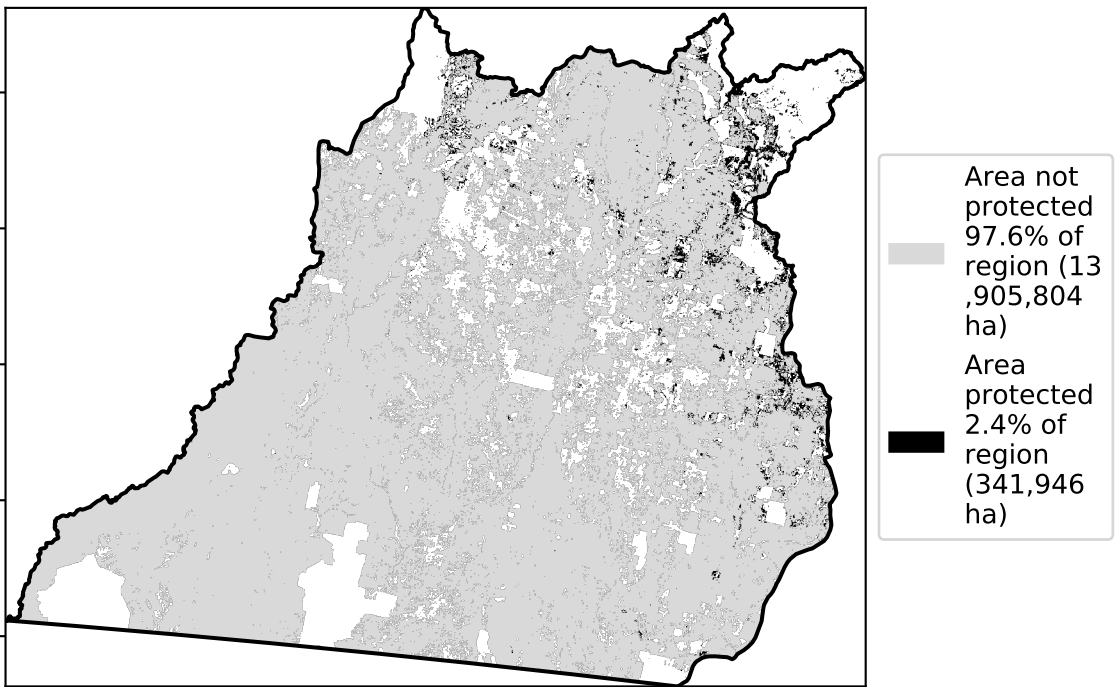 Area not
protected
97.6% of
region (13
,905,804
ha)
Area
protected
2.4% of
region
(341,946
ha)